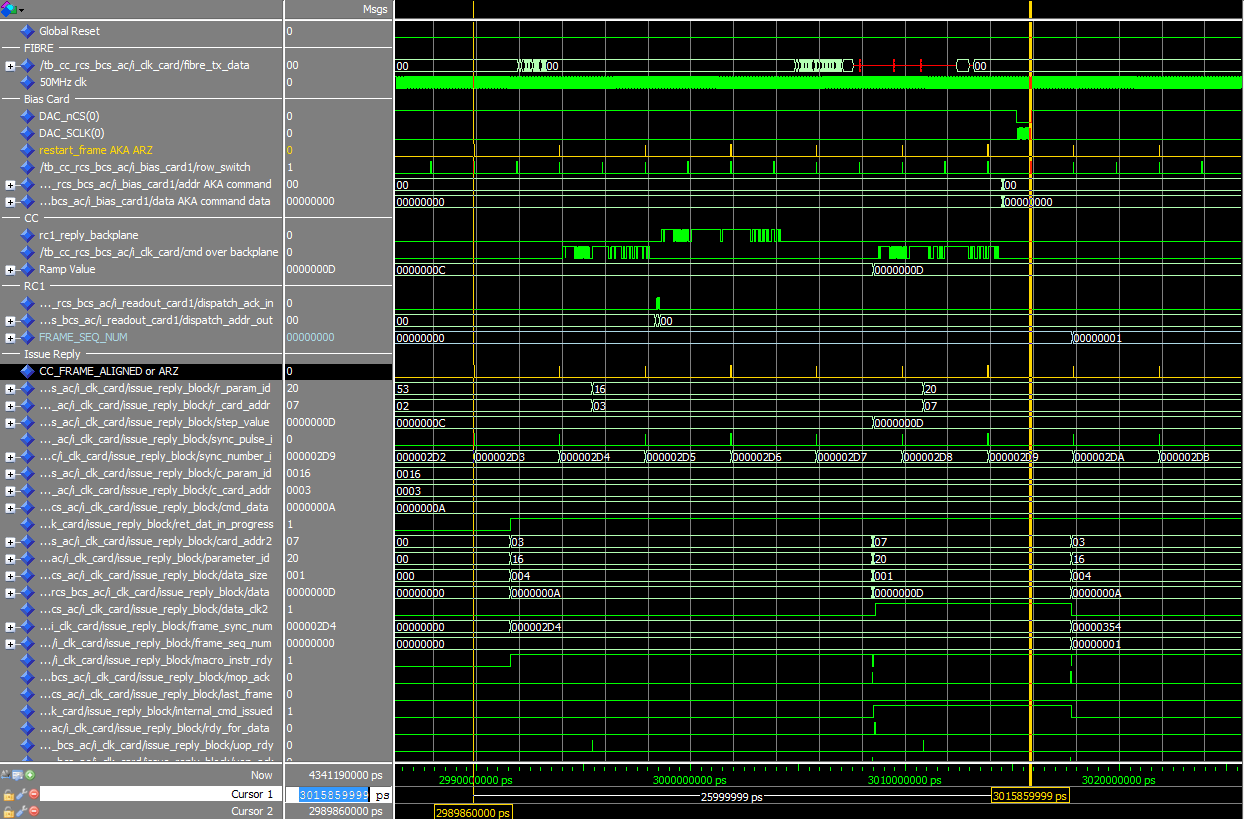 Msgs
Global Reset 0
FIBRE
/tb_cc_rcs_bcs_ac/i_clk_card/fibre_tx_data 00 00 00 00
50MHz clk 0
Bias Card
DAC_nCS(0) 0
DAC_SCLK(0) 0
restart_frame AKA ARZ 0
/tb_cc_rcs_bcs_ac/i_bias_card1/row_switch 1
..._rcs_bcs_ac/i_bias_card1/addr AKA command 00 00 00
...bcs_ac/i_bias_card1/data AKA command data 00000000 00000000 00000000
CC
rc1_reply_backplane 0
/tb_cc_rcs_bcs_ac/i_clk_card/cmd over backplane 0
Ramp Value 0000000D 0000000C 0000000D
RC1
..._rcs_bcs_ac/i_readout_card1/dispatch_ack_in 0
...s_bcs_ac/i_readout_card1/dispatch_addr_out 00 00 00
FRAME_SEQ_NUM 00000000 00000000 00000001
Issue Reply
CC_FRAME_ALIGNED or ARZ 0
...s_ac/i_clk_card/issue_reply_block/r_param_id 20 53 16 20
..._ac/i_clk_card/issue_reply_block/r_card_addr 07 02 03 07
...s_ac/i_clk_card/issue_reply_block/step_value 0000000D 0000000C 0000000D
..._ac/i_clk_card/issue_reply_block/sync_pulse_i 0
...c/i_clk_card/issue_reply_block/sync_number_i 000002D9 000002D2 000002D3 000002D4 000002D5 000002D6 000002D7 000002D8 000002D9 000002DA 000002DB
...s_ac/i_clk_card/issue_reply_block/c_param_id 0016 0016
..._ac/i_clk_card/issue_reply_block/c_card_addr 0003 0003
...cs_ac/i_clk_card/issue_reply_block/cmd_data 0000000A 0000000A
...k_card/issue_reply_block/ret_dat_in_progress 1
...s_ac/i_clk_card/issue_reply_block/card_addr2 07 00 03 07 03
...ac/i_clk_card/issue_reply_block/parameter_id 20 00 16 20 16
...cs_ac/i_clk_card/issue_reply_block/data_size 001 000 004 001 004
...rcs_bcs_ac/i_clk_card/issue_reply_block/data 0000000D 00000000 0000000A 0000000D 0000000A
...cs_ac/i_clk_card/issue_reply_block/data_clk2 1
...i_clk_card/issue_reply_block/frame_sync_num 000002D4 00000000 000002D4 00000354
.../i_clk_card/issue_reply_block/frame_seq_num 00000000 00000000 00000001
.../i_clk_card/issue_reply_block/macro_instr_rdy 1
...bcs_ac/i_clk_card/issue_reply_block/mop_ack 0
...cs_ac/i_clk_card/issue_reply_block/last_frame 0
...k_card/issue_reply_block/internal_cmd_issued 1
...ac/i_clk_card/issue_reply_block/rdy_for_data 0
..._bcs_ac/i_clk_card/issue_reply_block/uop_rdy 0
Now 4341190000 ps 2990000000 ps 3000000000 ps 3010000000 ps 3020000000 ps
Cursor 1 3015859999 ps 25999999 ps 3015859999 ps
Cursor 2 2989860000 ps 2989860000 ps